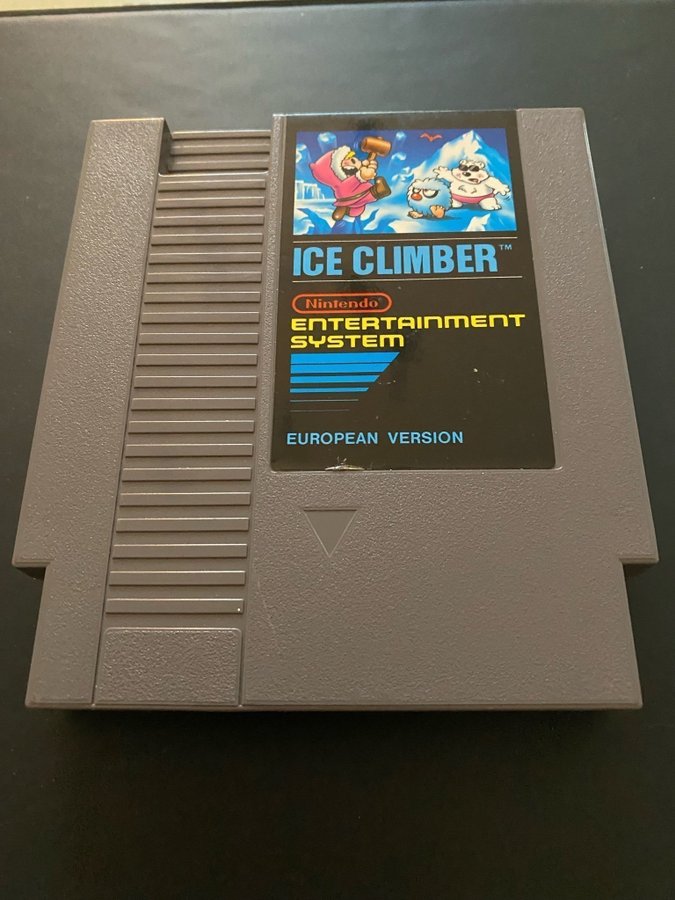 ICE CLIMBER™
Nintendo®
ENTERTAINMENT
SYSTEM
EUROPEAN VERSION